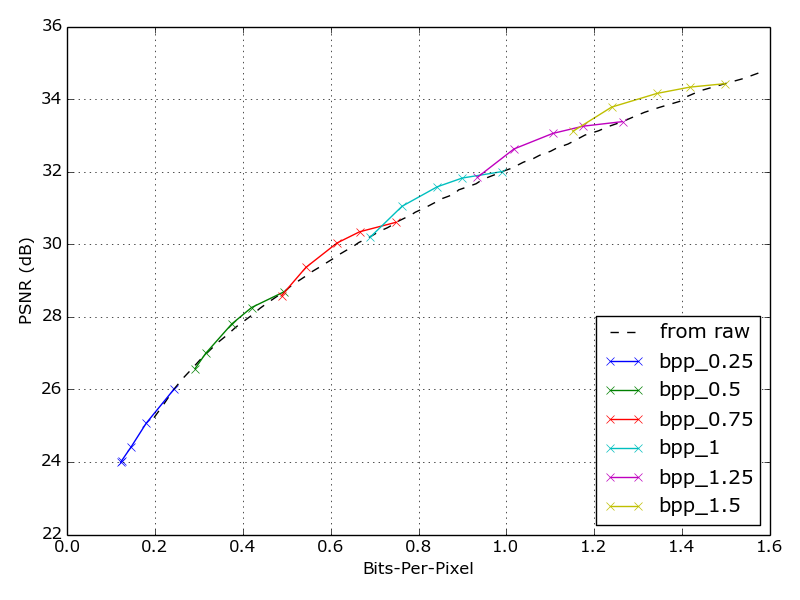 36
34
32
30
28
26
24
22
PSNR (dB)
from raw
bpp_0.25
bpp_0.5
bpp_0.75
bpp_1
bpp_1.25
bpp_1.5
0.0 0.2 0.4 0.6 0.8 1.0 1.2 1.4 1.6
Bits-Per-Pixel